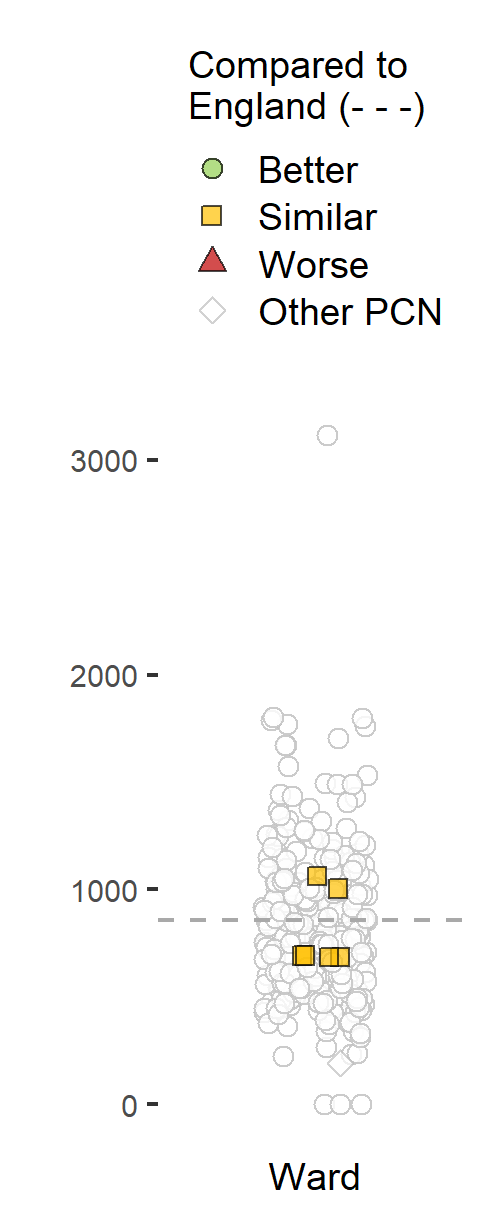 Compared to
England (- - -)
Better
Similar
Worse
Other PCN
3000
2000
1000
0
Ward